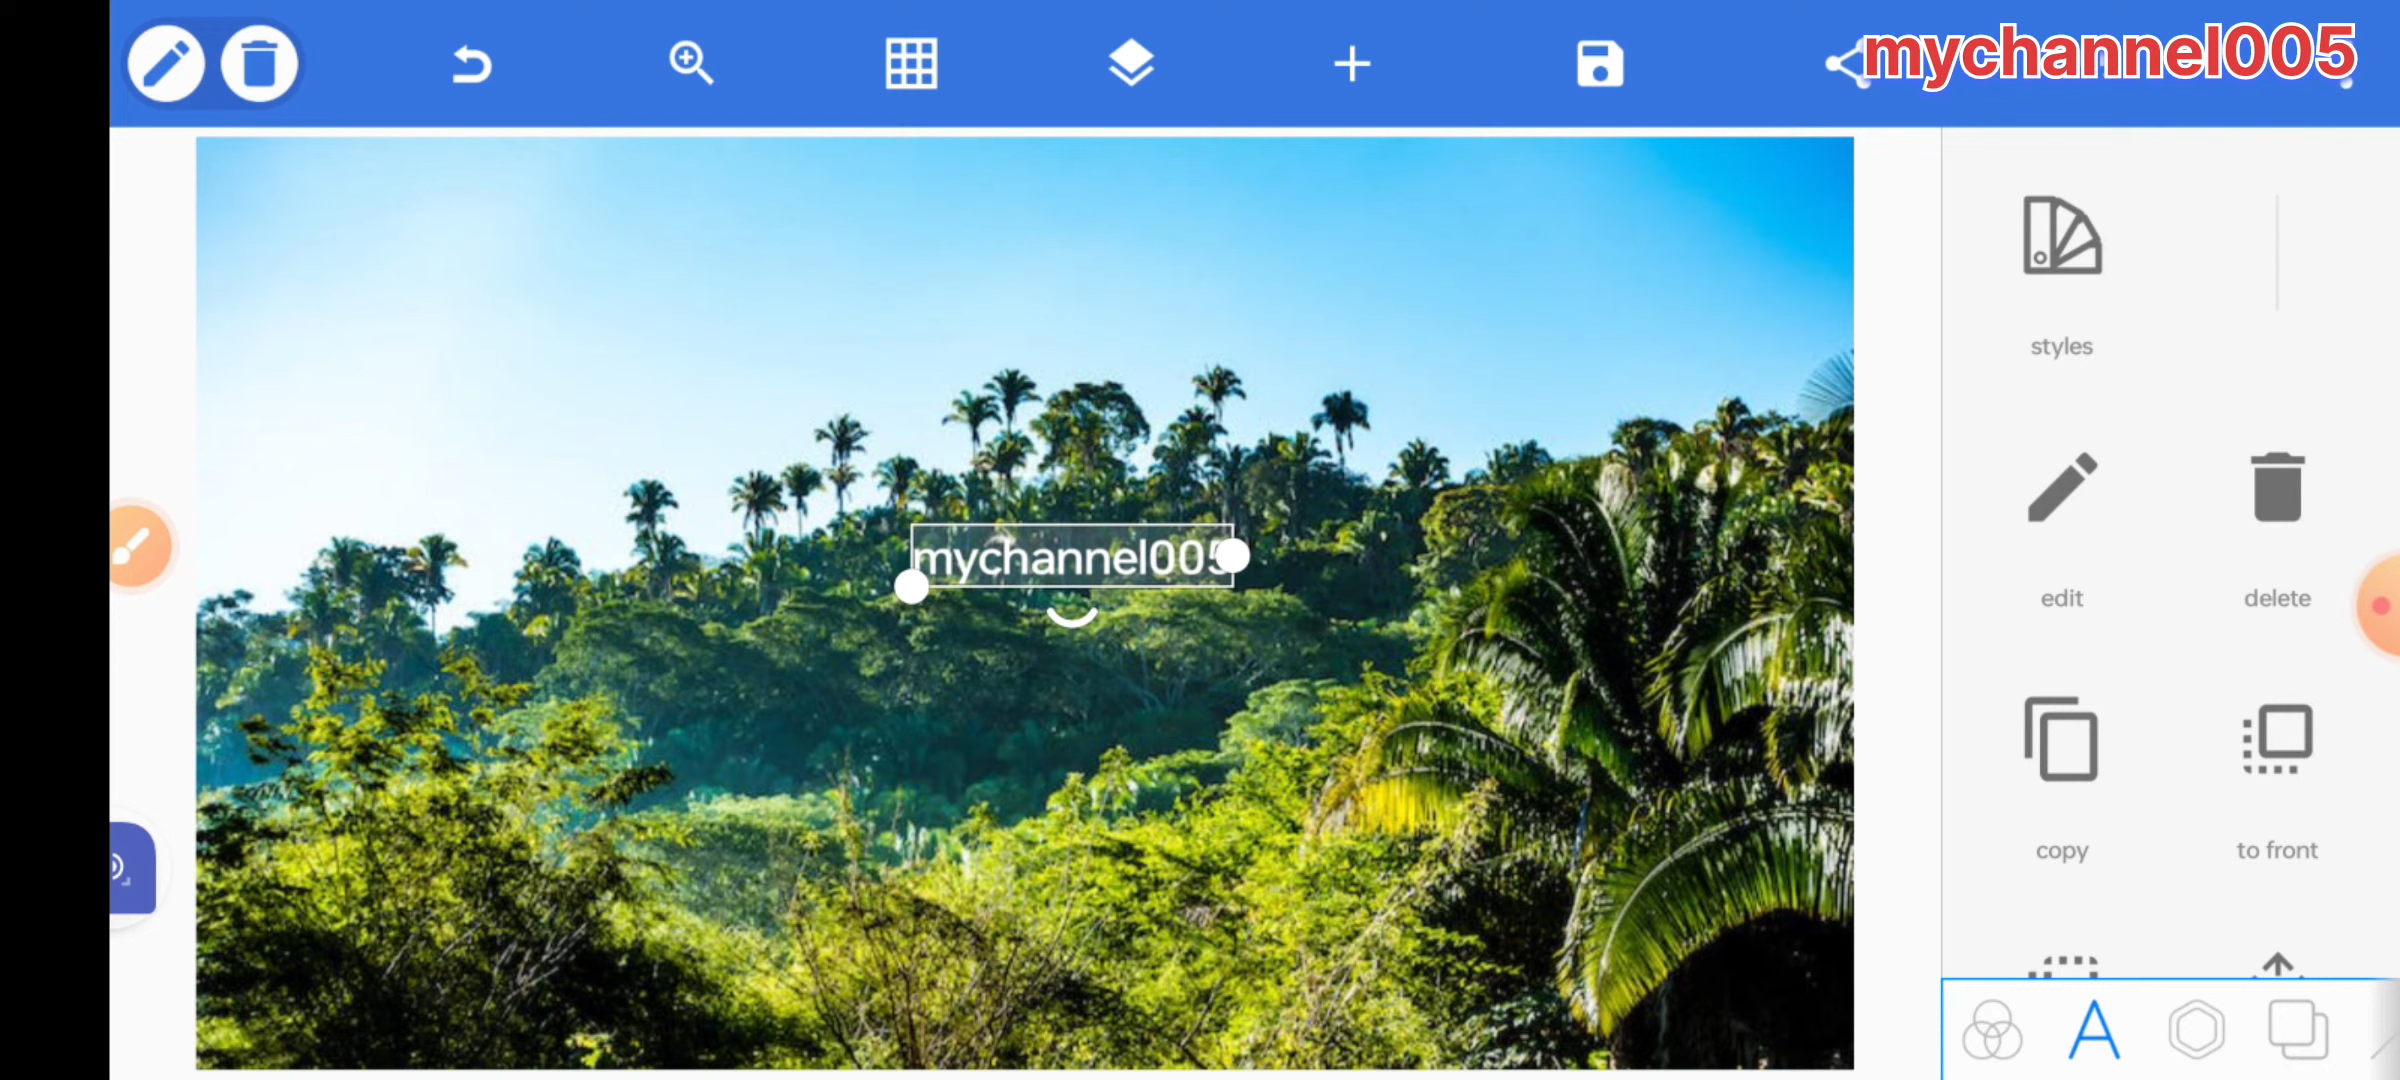 mychannel005
styles
mychannel005
edit
delete
copy
to front
A